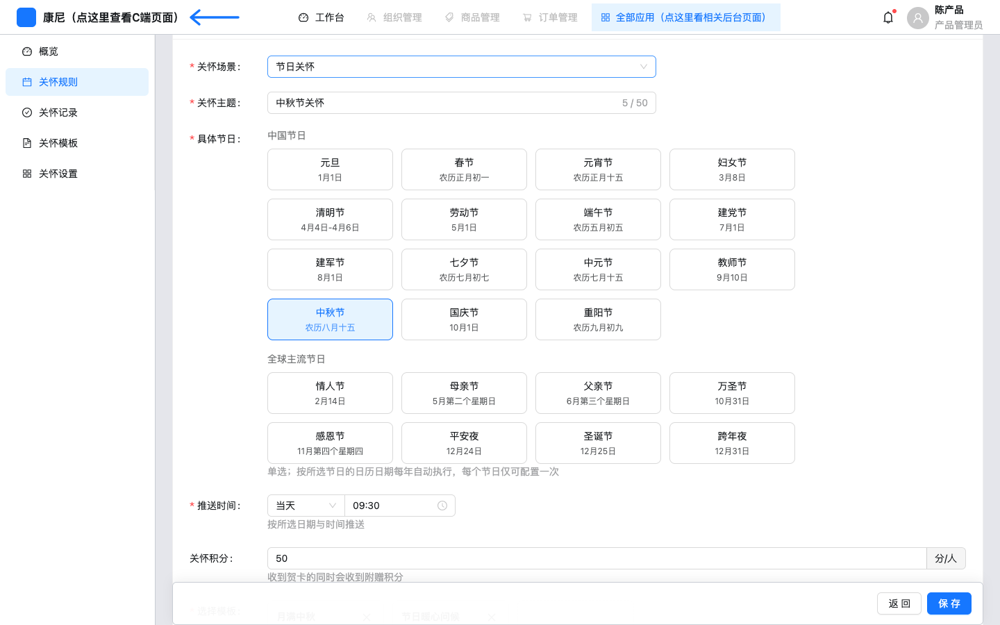 康尼（点这里查看C端页面）
工作台
组织管理
商品管理
订单管理
全部应用（点这里看相关后台页面）
陈产品
产品管理员
概览
关怀规则
关怀记录
关怀模板
关怀设置
* 关怀场景：
节日关怀
* 关怀主题：
中秋节关怀
5 / 50
* 具体节日：
中国节日
元旦
1月1日
春节
农历正月初一
元宵节
农历正月十五
妇女节
3月8日
清明节
4月4日-4月6日
劳动节
5月1日
端午节
农历五月初五
建党节
7月1日
建军节
8月1日
七夕节
农历七月初七
中元节
农历七月十五
教师节
9月10日
中秋节
农历八月十五
国庆节
10月1日
重阳节
农历九月初九
全球主流节日
情人节
2月14日
母亲节
5月第二个星期日
父亲节
6月第三个星期日
万圣节
10月31日
感恩节
11月第四个星期四
平安夜
12月24日
圣诞节
12月25日
跨年夜
12月31日
单选；按所选节日的日历日期每年自动执行，每个节日仅可配置一次
* 推送时间：
当天
09:30
按所选日期与时间推送
关怀积分：
50
分/人
收到贺卡的同时会收到附赠积分
* 选择模板
月满中秋
节日暖心问候
返 回
保 存